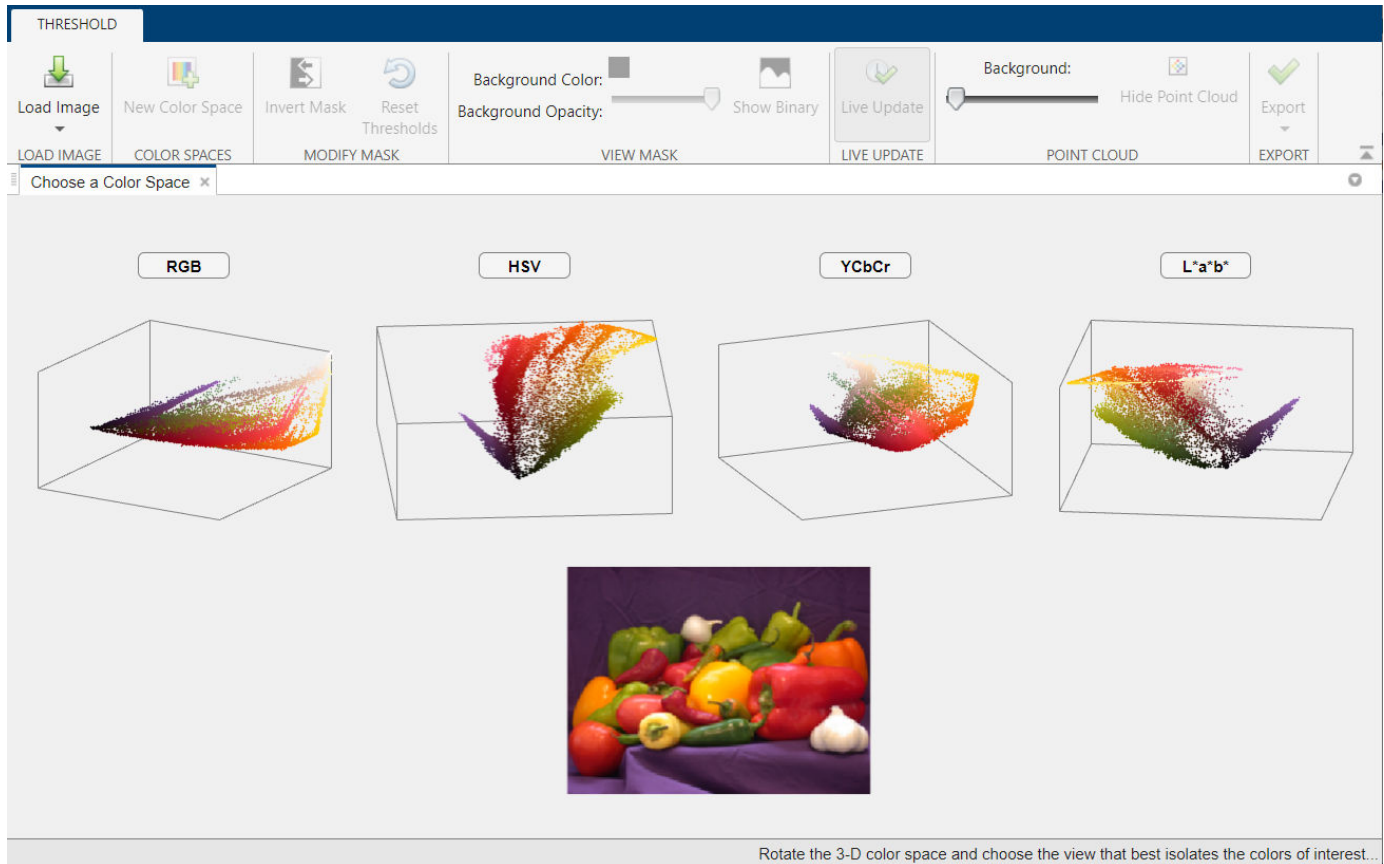 THRESHOLD
Load Image
New Color Space
Invert Mask
Reset
Thresholds
Background Color:
Background Opacity:
Show Binary
Live Update
Background:
Hide Point Cloud
Export
LOAD IMAGE
COLOR SPACES
MODIFY MASK
VIEW MASK
LIVE UPDATE
POINT CLOUD
EXPORT
Choose a Color Space
RGB
HSV
YCbCr
L*a*b*
Rotate the 3-D color space and choose the view that best isolates the colors of interest...